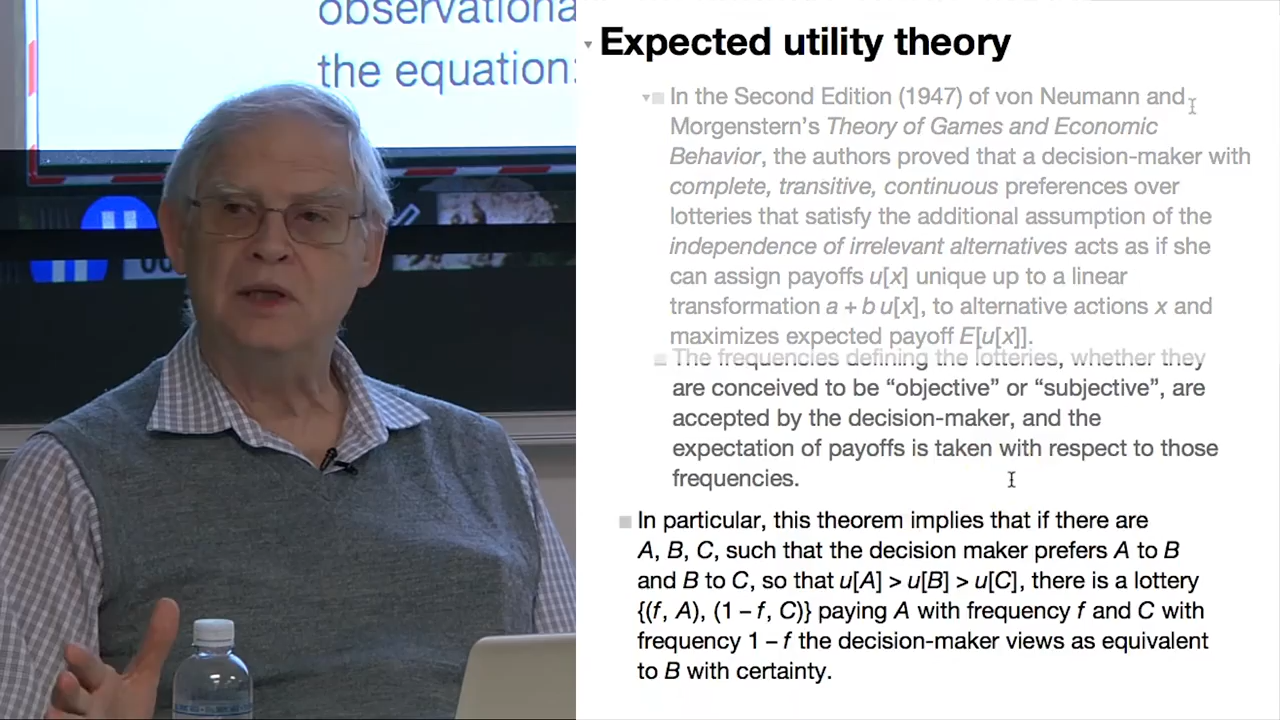 observationa
the equation:
Expected utility theory
In the Second Edition (1947) of von Neumann and
Morgenstern's Theory of Games and Economic
Behavior, the authors proved that a decision-maker with
complete, transitive, continuous preferences over
lotteries that satisfy the additional assumption of the
independence of irrelevant alternatives acts as if she
can assign payoffs u[x] unique up to a linear
transformation a + b u[x], to alternative actions x and
maximizes expected payoff E[u[x]].
The frequencies defining the lotteries, whether they
are conceived to be “objective” or “subjective”, are
accepted by the decision-maker, and the
expectation of payoffs is taken with respect to those
frequencies.
In particular, this theorem implies that if there are
A, B, C, such that the decision maker prefers A to B
and B to C, so that u[A] > u[B] > u[C], there is a lottery
{(f, A), (1 – f, C)} paying A with frequency f and C with
frequency 1 – f the decision-maker views as equivalent
to B with certainty.